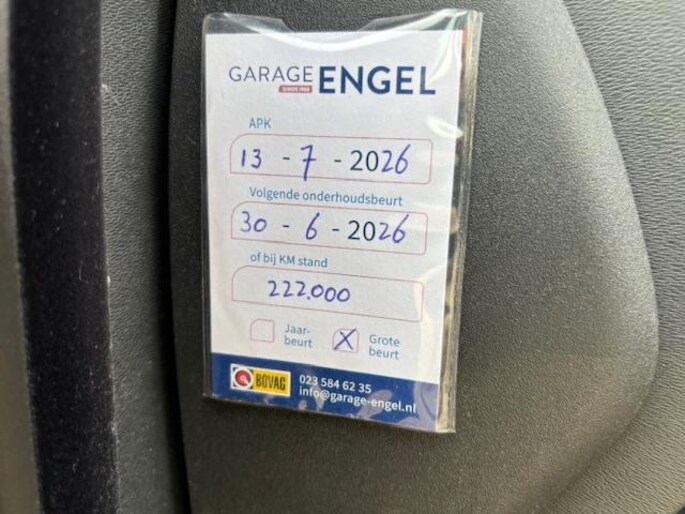 GARAGE ENGEL
SINDS 1966
APK
13 - 7 - 2026
Volgende onderhoudsbeurt
30 - 6 - 2026
of bij KM stand
222.000
Jaar-
beurt
X Grote
beurt
BOVAG 023 584 62 35
info@garage-engel.nl